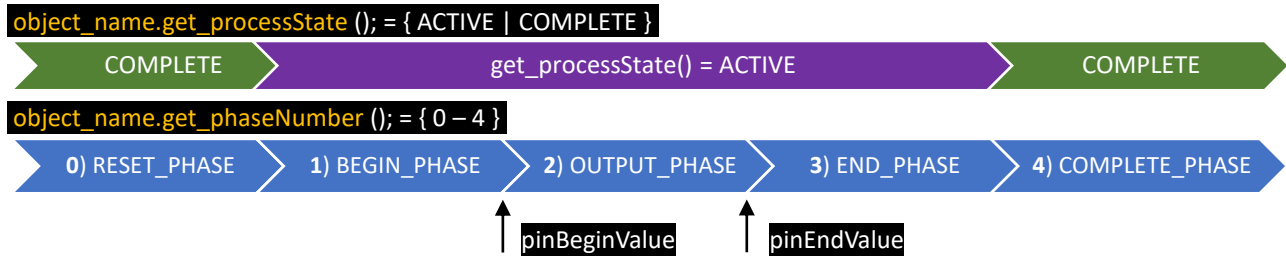 object_name.get_processState (); = { ACTIVE | COMPLETE }
COMPLETE get_processState() = ACTIVE COMPLETE
object_name.get_phaseNumber (); = { 0 – 4 }
0) RESET_PHASE 1) BEGIN_PHASE 2) OUTPUT_PHASE 3) END_PHASE 4) COMPLETE_PHASE
pinBeginValue pinEndValue